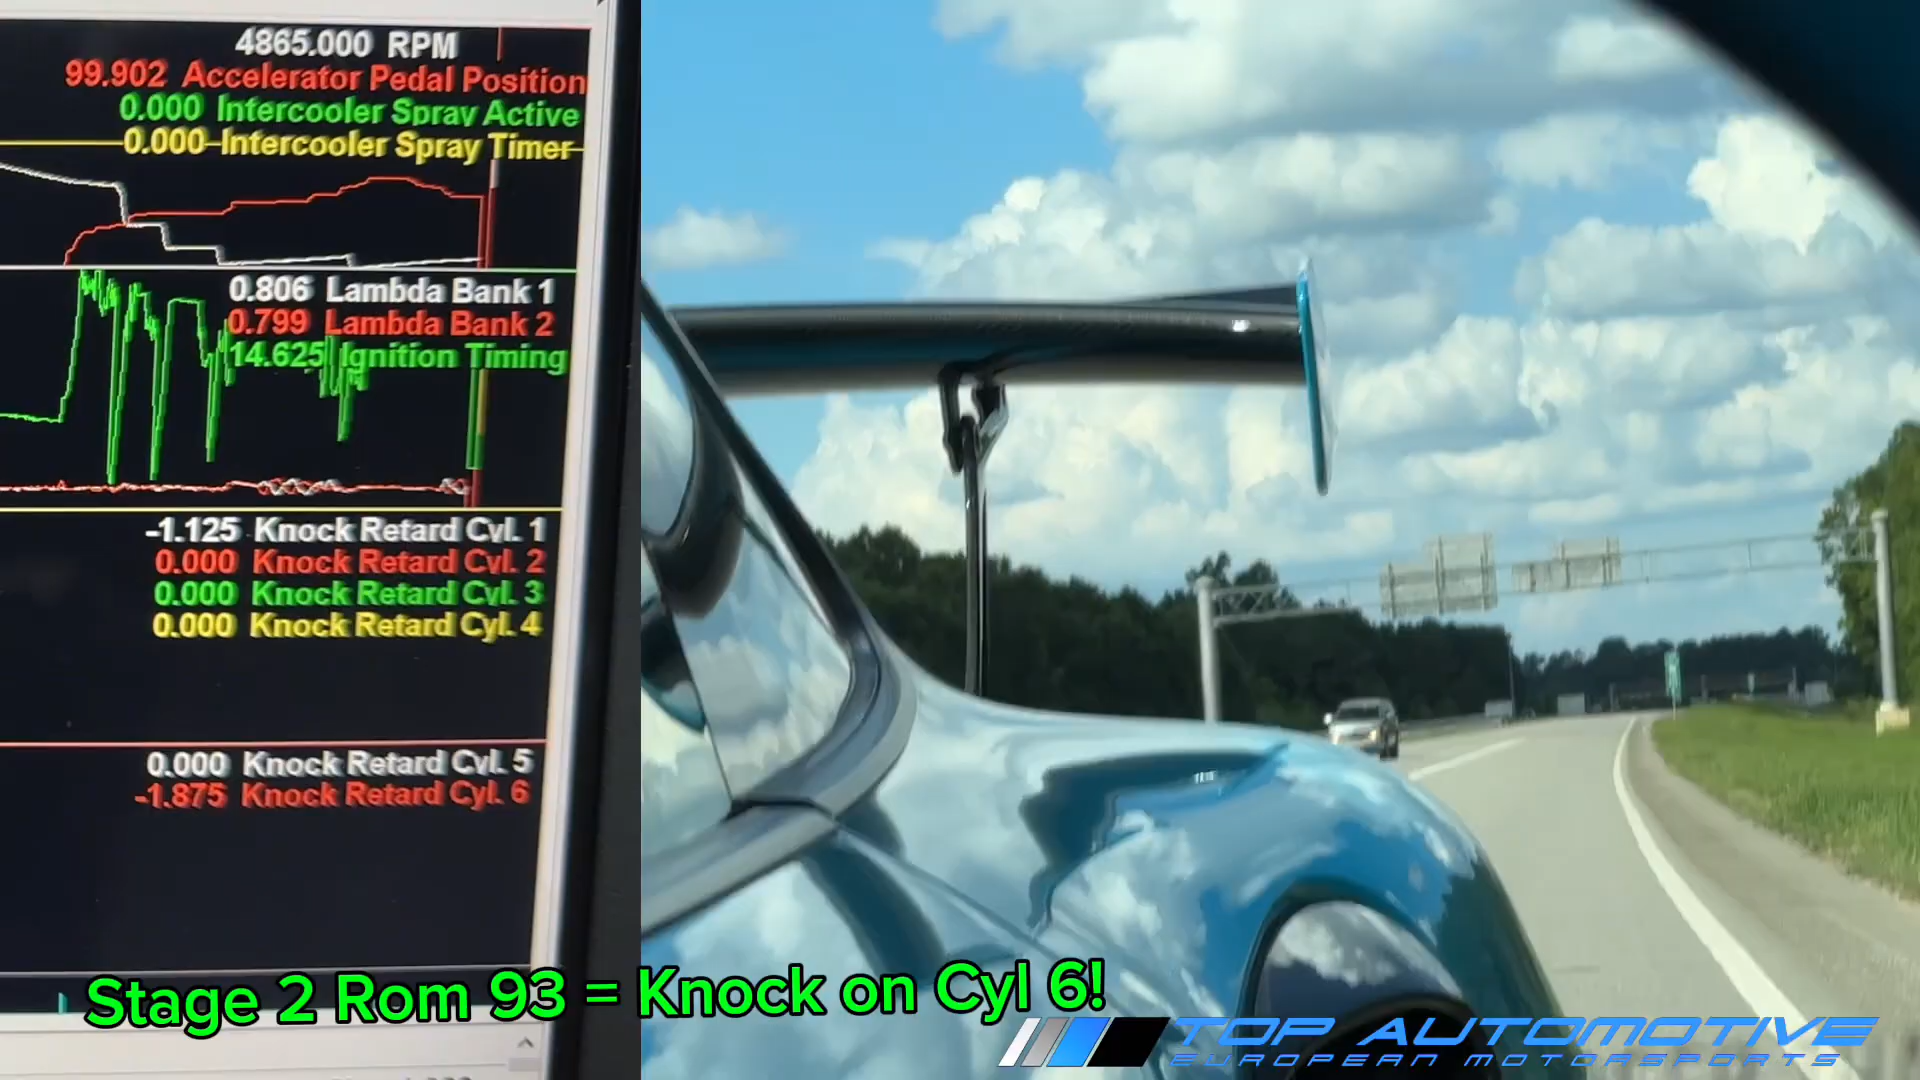 4865.000 RPM
99.902 Accelerator Pedal Position
0.000 Intercooler Spray Active
0.000 Intercooler Spray Timer
0.806 Lambda Bank 1
0.799 Lambda Bank 2
14.625 Ignition Timing
-1.125 Knock Retard Cyl. 1
0.000 Knock Retard Cyl. 2
0.000 Knock Retard Cyl. 3
0.000 Knock Retard Cyl. 4
0.000 Knock Retard Cyl. 5
-1.875 Knock Retard Cyl. 6
Stage 2 Rom 93 = Knock on Cyl 6!
TOP AUTOMOTIVE
EUROPEAN MOTORSPORTS